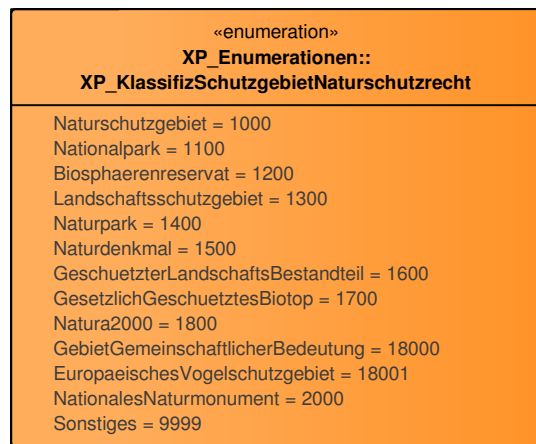 «enumeration»
XP_Enumerationen::
XP_KlassifizSchutzgebietNaturschutzrecht
Naturschutzgebiet = 1000
Nationalpark = 1100
Biosphaerenreservat = 1200
Landschaftsschutzgebiet = 1300
Naturpark = 1400
Naturdenkmal = 1500
GeschuetzterLandschaftsBestandteil = 1600
GesetzlichGeschuetztesBiotop = 1700
Natura2000 = 1800
GebietGemeinschaftlicherBedeutung = 18000
EuropaeischesVogelschutzgebiet = 18001
NationalesNaturmonument = 2000
Sonstiges = 9999